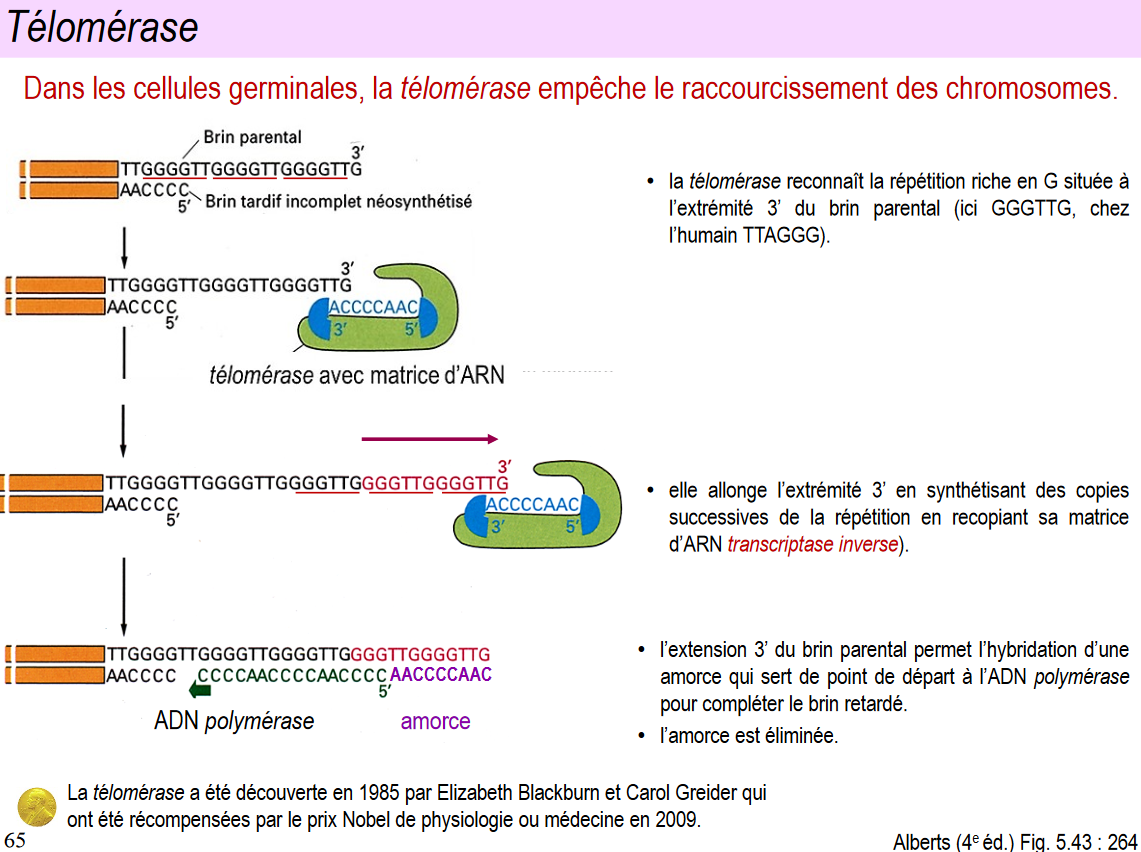 Télomérase
Dans les cellules germinales, la télomérase empêche le raccourcissement des chromosomes.
Brin parental
3′
TTGGGGTTGGGGTTGGGGTTG
AACCCC
5′
Brin tardif incomplet néosynthétisé
• la télomérase reconnaît la répétition riche en G située à
l’extrémité 3’ du brin parental (ici GGGTTG, chez
l’humain TTAGGG).
3′
TTGGGGTTGGGGTTGGGGTTG
AACCCC
5′
ACCCCAAC
3′ 5′
télomérase avec matrice d’ARN
3′
TTGGGGTTGGGGTTGGGGTTGGGGTTGGGGTTG
AACCCC
5′
ACCCCAAC
3′ 5′
• elle allonge l’extrémité 3’ en synthétisant des copies
successives de la répétition en recopiant sa matrice
d’ARN transcriptase inverse).
TTGGGGTTGGGGTTGGGGTTGGGGTTGGGGTTG
AACCCC CCCCAACCCCAACCCC AACCCCAAC
5′
ADN polymérase amorce
• l’extension 3’ du brin parental permet l’hybridation d’une
amorce qui sert de point de départ à l’ADN polymérase
pour compléter le brin retardé.
• l’amorce est éliminée.
La télomérase a été découverte en 1985 par Elizabeth Blackburn et Carol Greider qui
ont été récompensées par le prix Nobel de physiologie ou médecine en 2009.
65
Alberts (4e éd.) Fig. 5.43 : 264